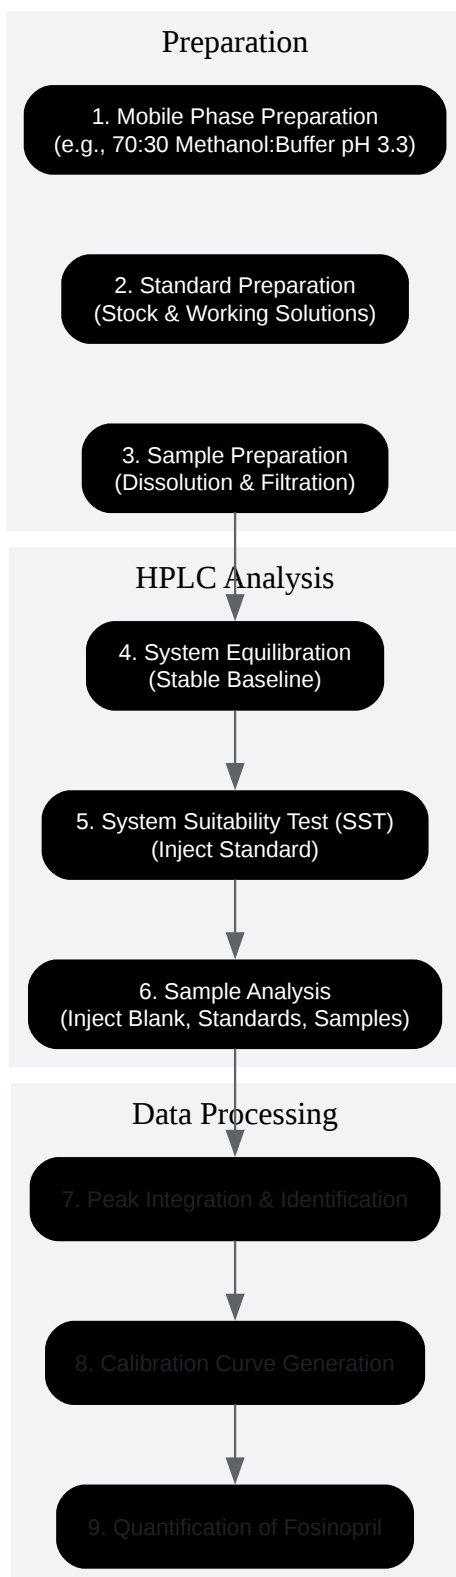 Preparation
1. Mobile Phase Preparation
(e.g., 70:30 Methanol:Buffer pH 3.3)
2. Standard Preparation
(Stock & Working Solutions)
3. Sample Preparation
(Dissolution & Filtration)
HPLC Analysis
4. System Equilibration
(Stable Baseline)
5. System Suitability Test (SST)
(Inject Standard)
6. Sample Analysis
(Inject Blank, Standards, Samples)
Data Processing
7. Peak Integration & Identification
8. Calibration Curve Generation
9. Quantification of Fosinopril